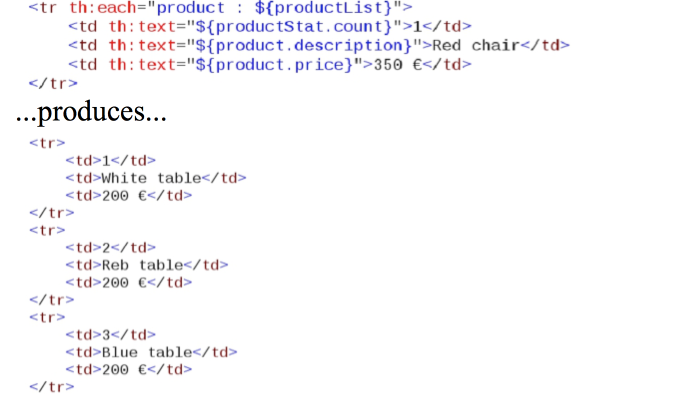 <tr th:each="product : ${productList}">
<td th:text="${productStat.count}">1</td>
<td th:text="${product.description}">Red chair</td>
<td th:text="${product.price}">350 €</td>
</tr>
...produces...
<tr>
<td>1</td>
<td>White table</td>
<td>200 €</td>
</tr>
<tr>
<td>2</td>
<td>Reb table</td>
<td>200 €</td>
</tr>
<tr>
<td>3</td>
<td>Blue table</td>
<td>200 €</td>
</tr>